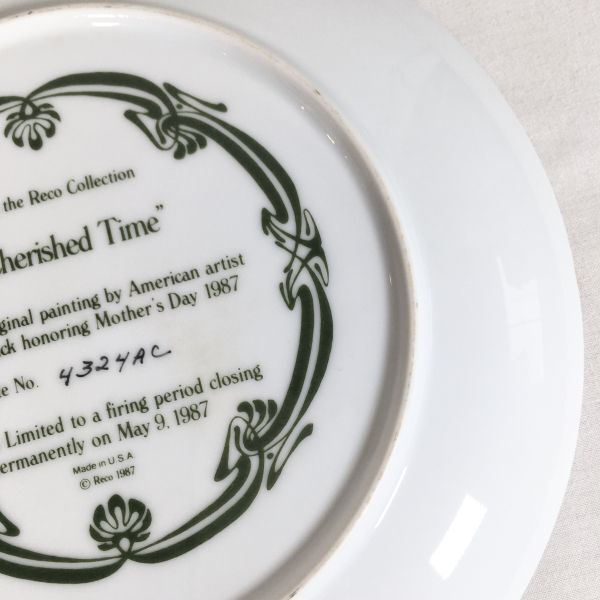 the Reco Collection
herished Time"
ginal painting by American artist
ck honoring Mother's Day 1987
e No. 4324AC
Limited to a firing period closing
ermanently on May 9, 1987
Made in U.S.A
© Reco 1987